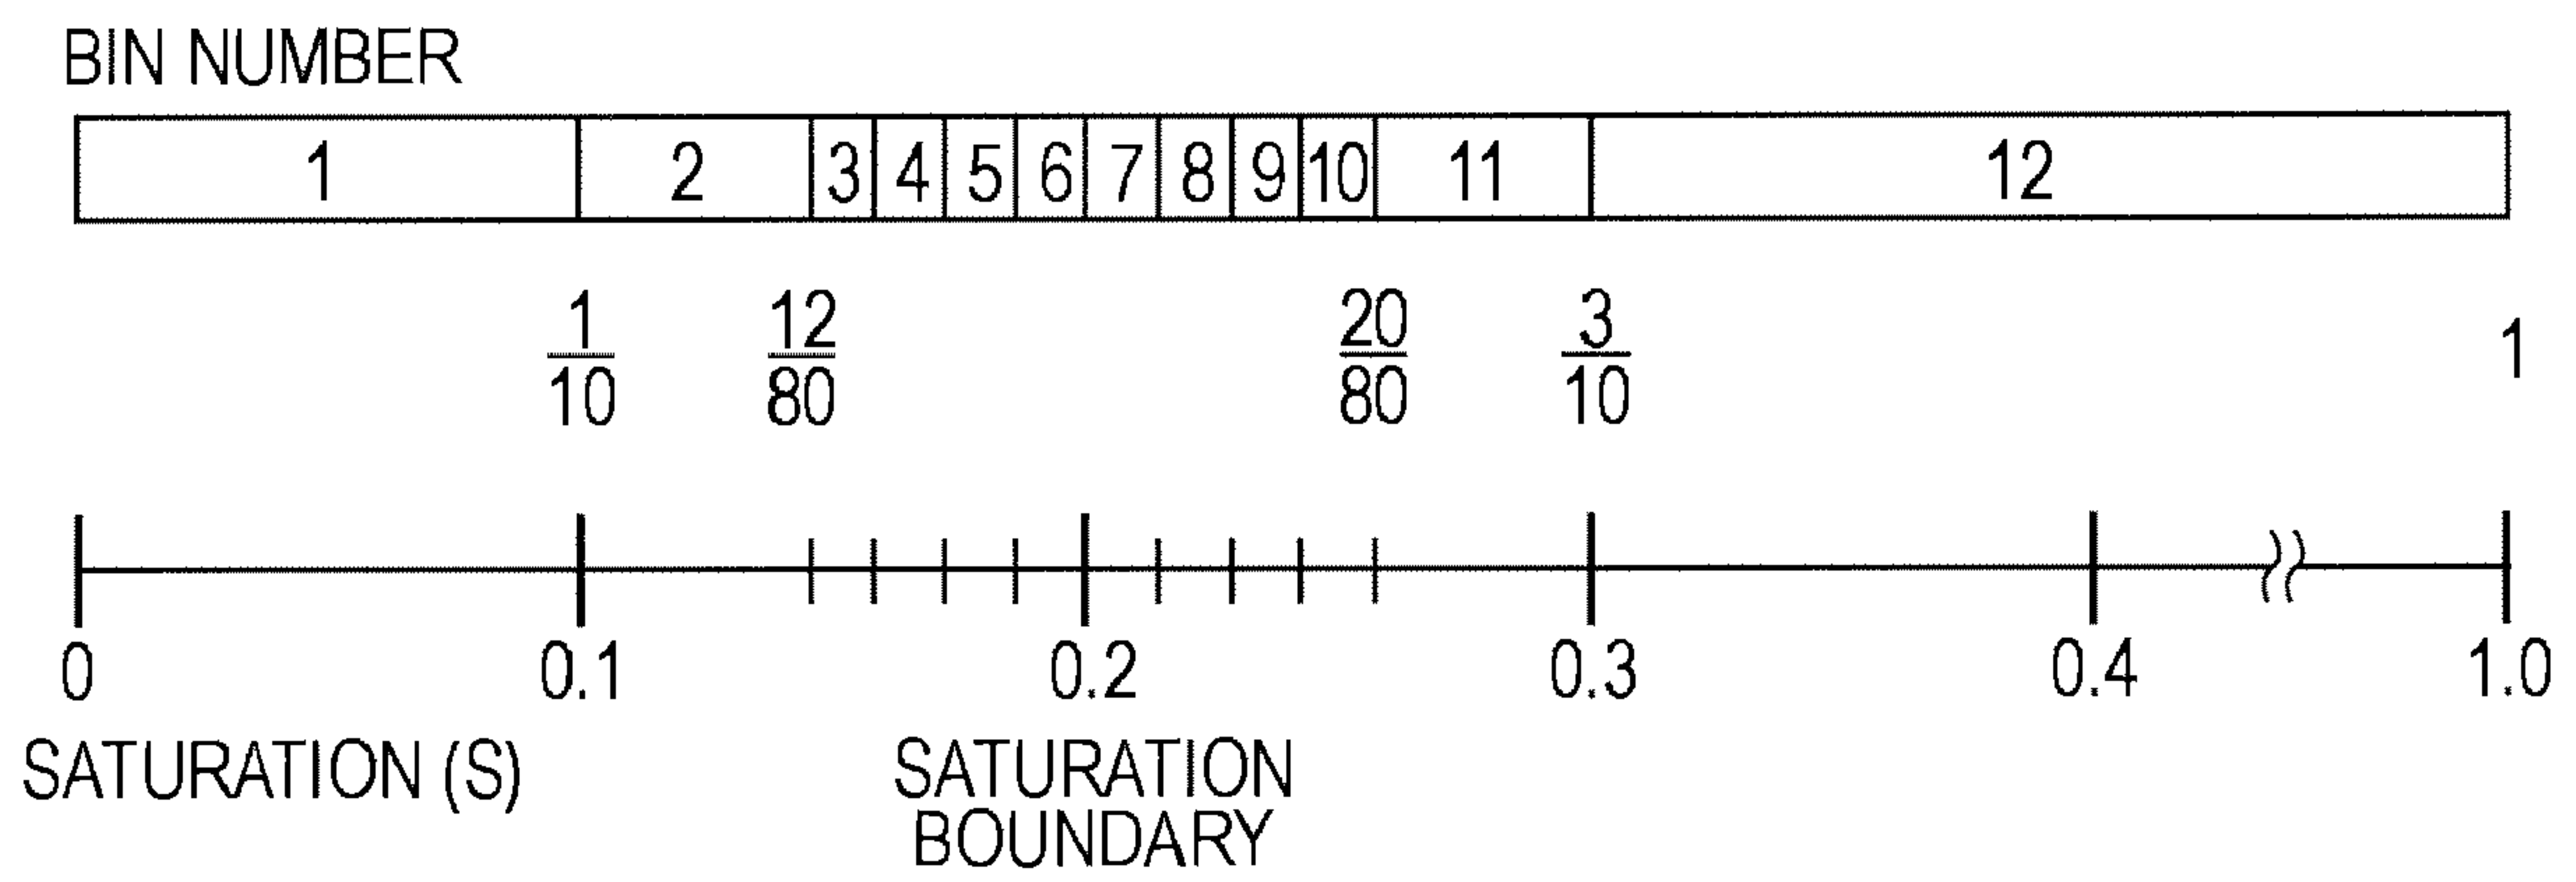 BIN NUMBER
1 2 3 4 5 6 7 8 9 10 11 12
1/10 12/80 20/80 3/10 1
0 0.1 0.2 0.3 0.4 1.0
SATURATION (S) SATURATION
BOUNDARY